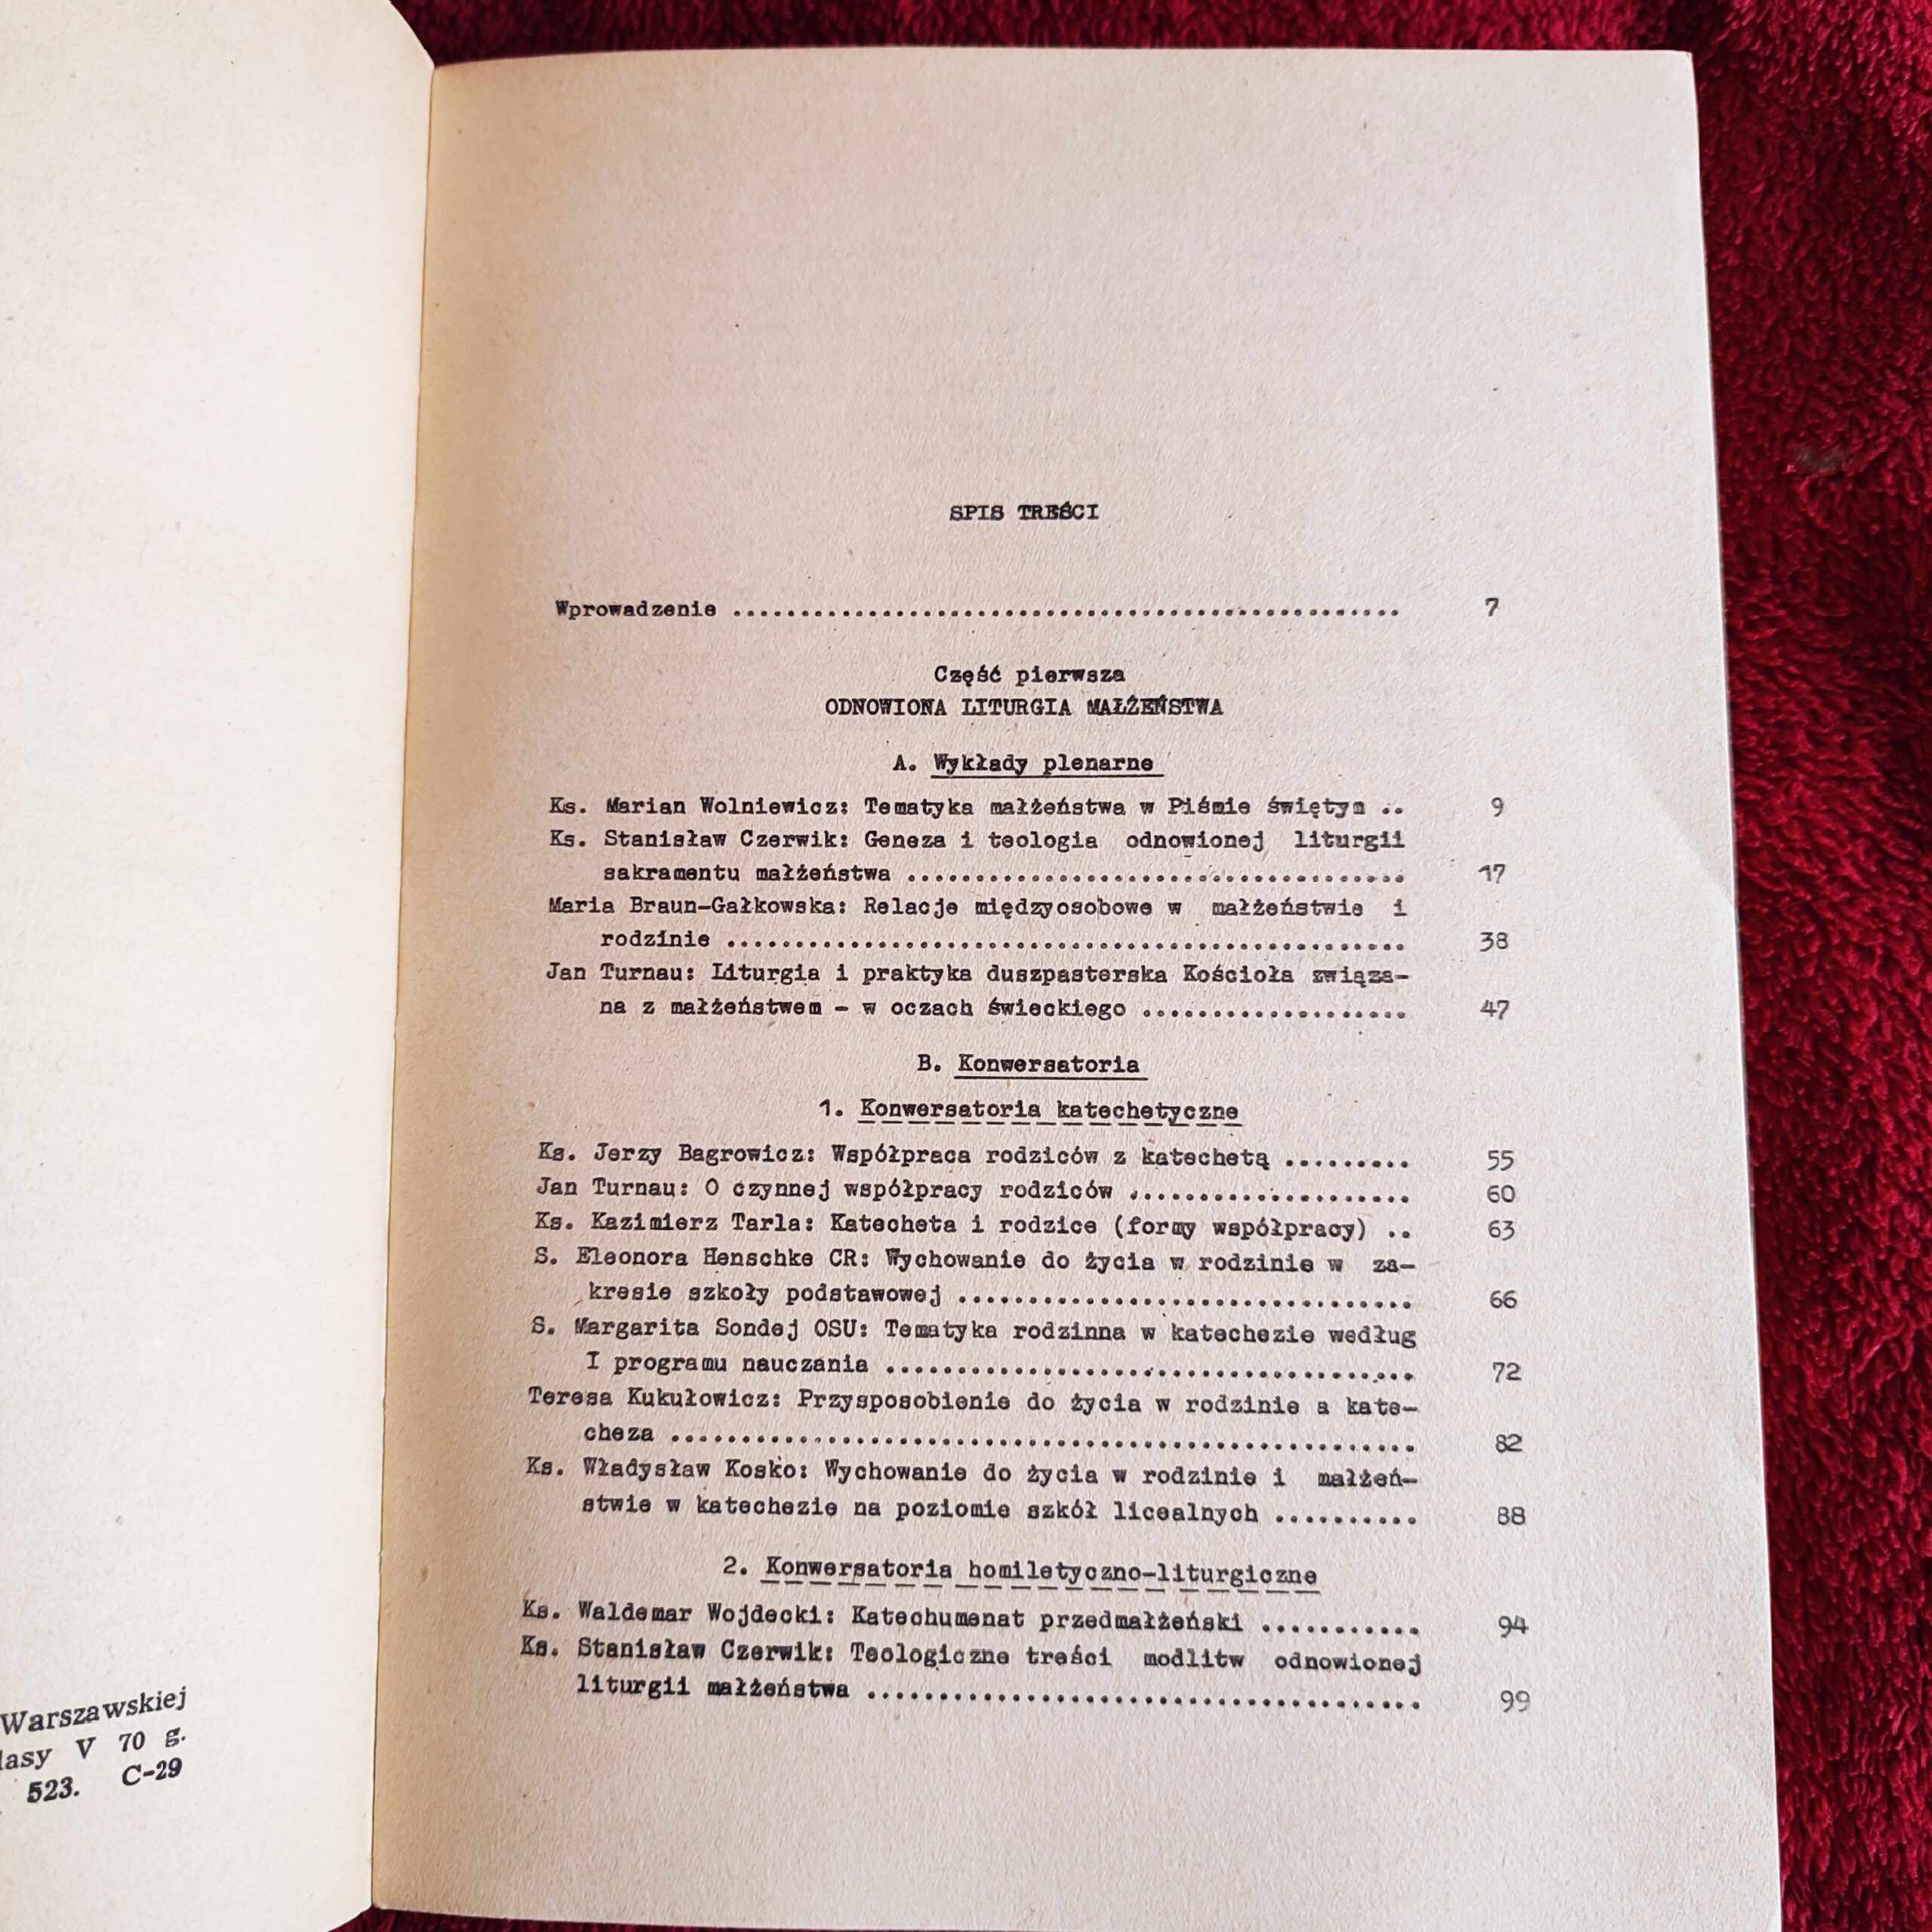 Warszawskiej
V 70 g.
523. C-29
SPIS TREŚCI
Wprowadzenie .................................................. 7
Część pierwsza
ODNOWIONA LITURGIA MAŁŻEŃSTWA
A. Wykłady plenarne
Ks. Marian Wolniewicz: Tematyka małżeństwa w Piśmie świętym .. 9
Ks. Stanisław Czerwik: Geneza i teologia odnowionej liturgii
sakramentu małżeństwa ..................................... 17
Maria Braun-Gałkowska: Relacje międzyosobowe w małżeństwie i
rodzinie .................................................. 38
Jan Turnau: Liturgia i praktyka duszpasterska Kościoła związa-
na z małżeństwem - w oczach świeckiego .................... 47
B. Konwersatoria
1. Konwersatoria katechetyczne
Ks. Jerzy Bagrowicz: Współpraca rodziców z katechetą ......... 55
Jan Turnau: O czynnej współpracy rodziców .................... 60
Ks. Kazimierz Tarla: Katecheta i rodzice (formy współpracy) .. 63
S. Eleonora Henschke CR: Wychowanie do życia w rodzinie w za-
kresie szkoły podstawowej ................................ 66
S. Margarita Sondej OSU: Tematyka rodzinna w katechezie według
I programu nauczania ..................................... 72
Teresa Kukułowicz: Przysposobienie do życia w rodzinie a kate-
cheza .................................................... 82
Ks. Władysław Kosko: Wychowanie do życia w rodzinie i małżeń-
stwie w katechezie na poziomie szkół licealnych .......... 88
2. Konwersatoria homiletyczno-liturgiczne
Ks. Waldemar Wojdecki: Katechumenat przedmałżeński ........... 94
Ks. Stanisław Czerwik: Teologiczne treści modlitw odnowionej
liturgii małżeństwa ....................................... 99